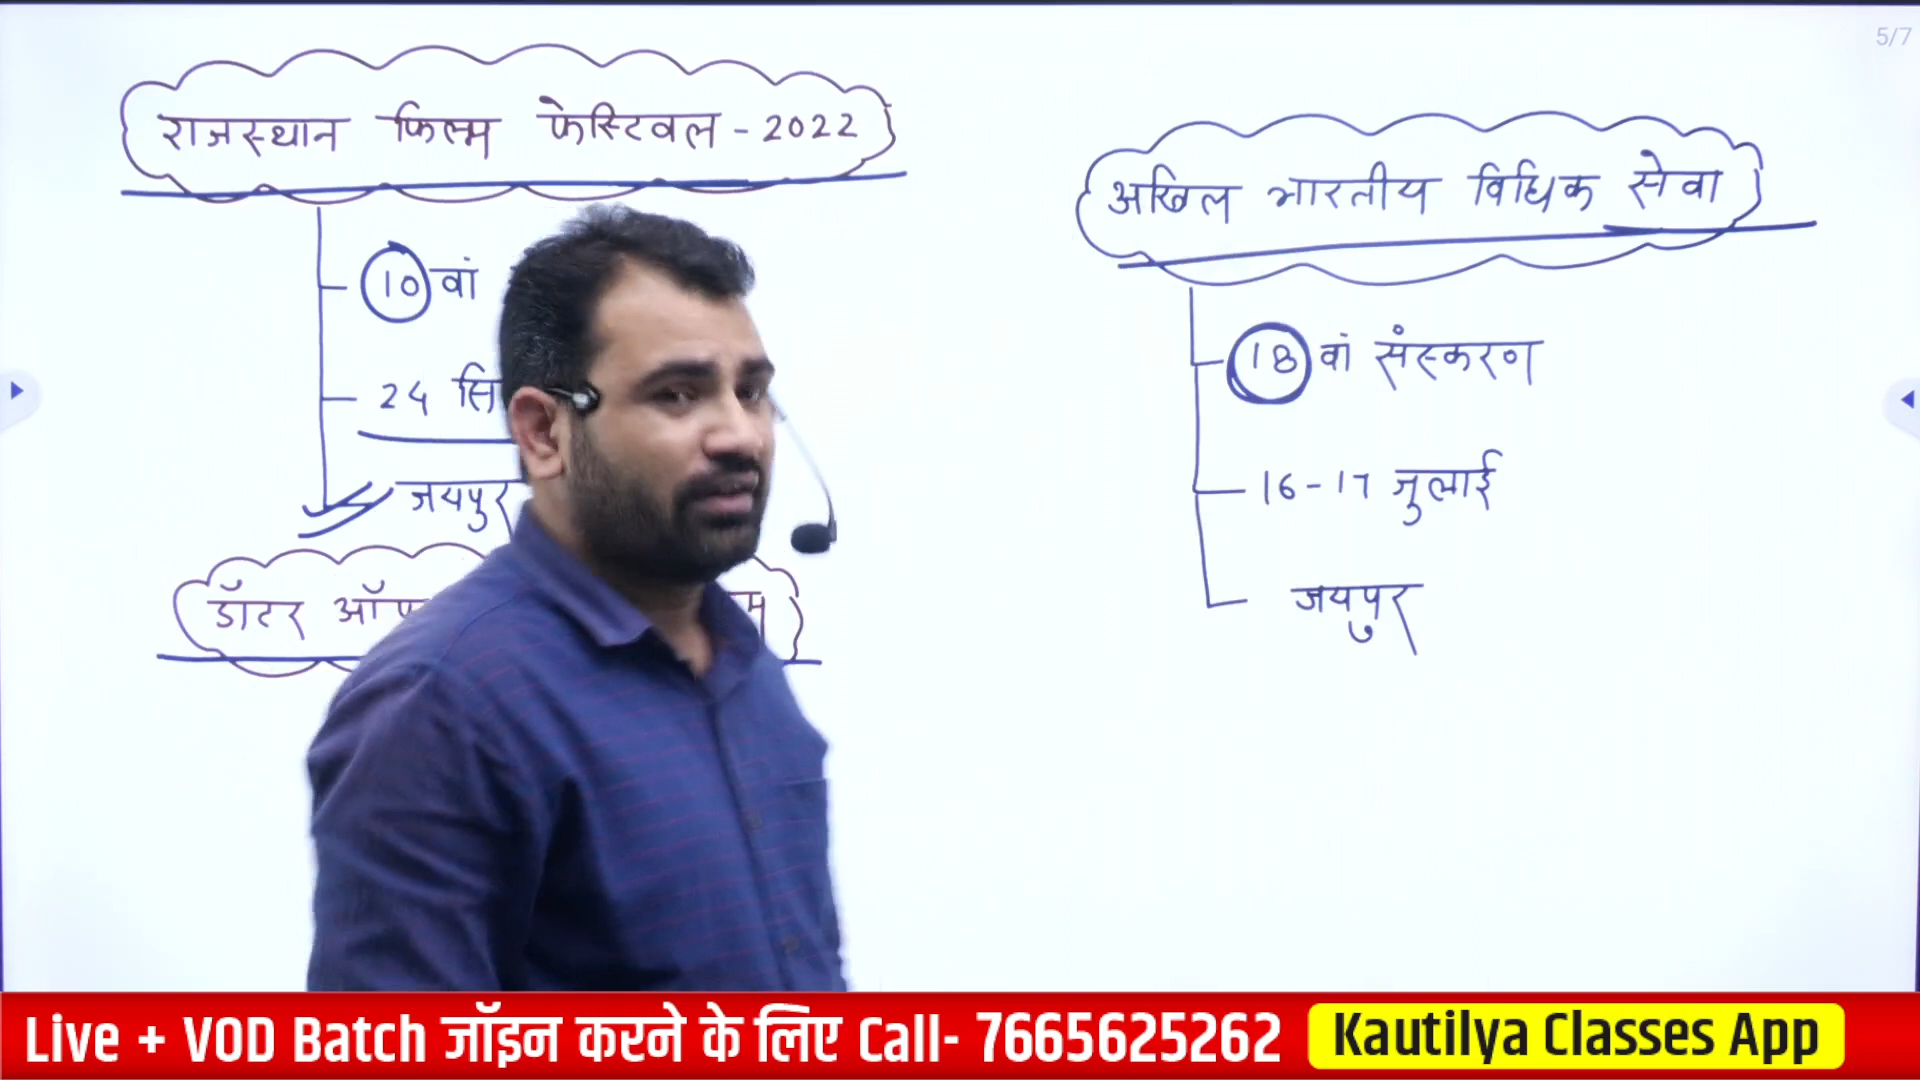 5/7
राजस्थान फिल्म फेस्टिवल - 2022
10 वां
24 सि
जयपुर
डॉटर ऑफ
अखिल भारतीय विधिक सेवा
18 वां संस्करण
16-17 जुलाई
जयपुर
Live + VOD Batch जॉइन करने के लिए Call- 7665625262
Kautilya Classes App